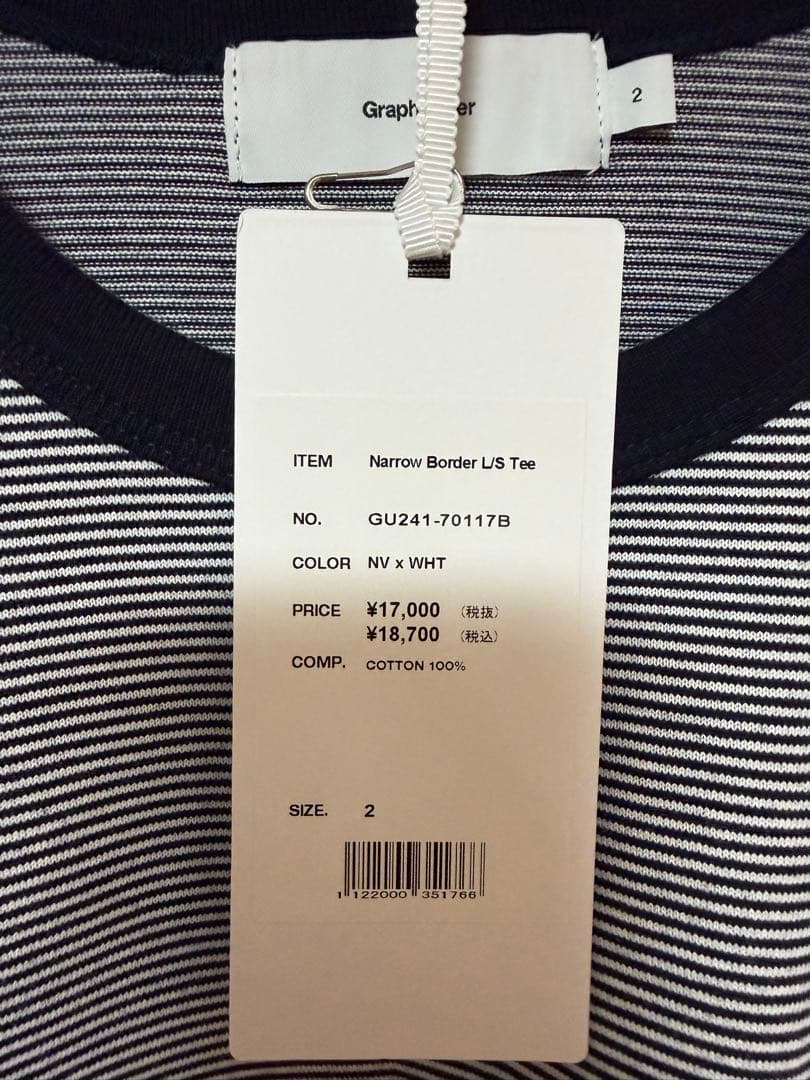 2
ITEM Narrow Border L/S Tee
NO. GU241-70117B
COLOR NV x WHT
PRICE ¥17,000 (税抜)
¥18,700 (税込)
COMP. COTTON 100%
SIZE. 2
1 122000 351766